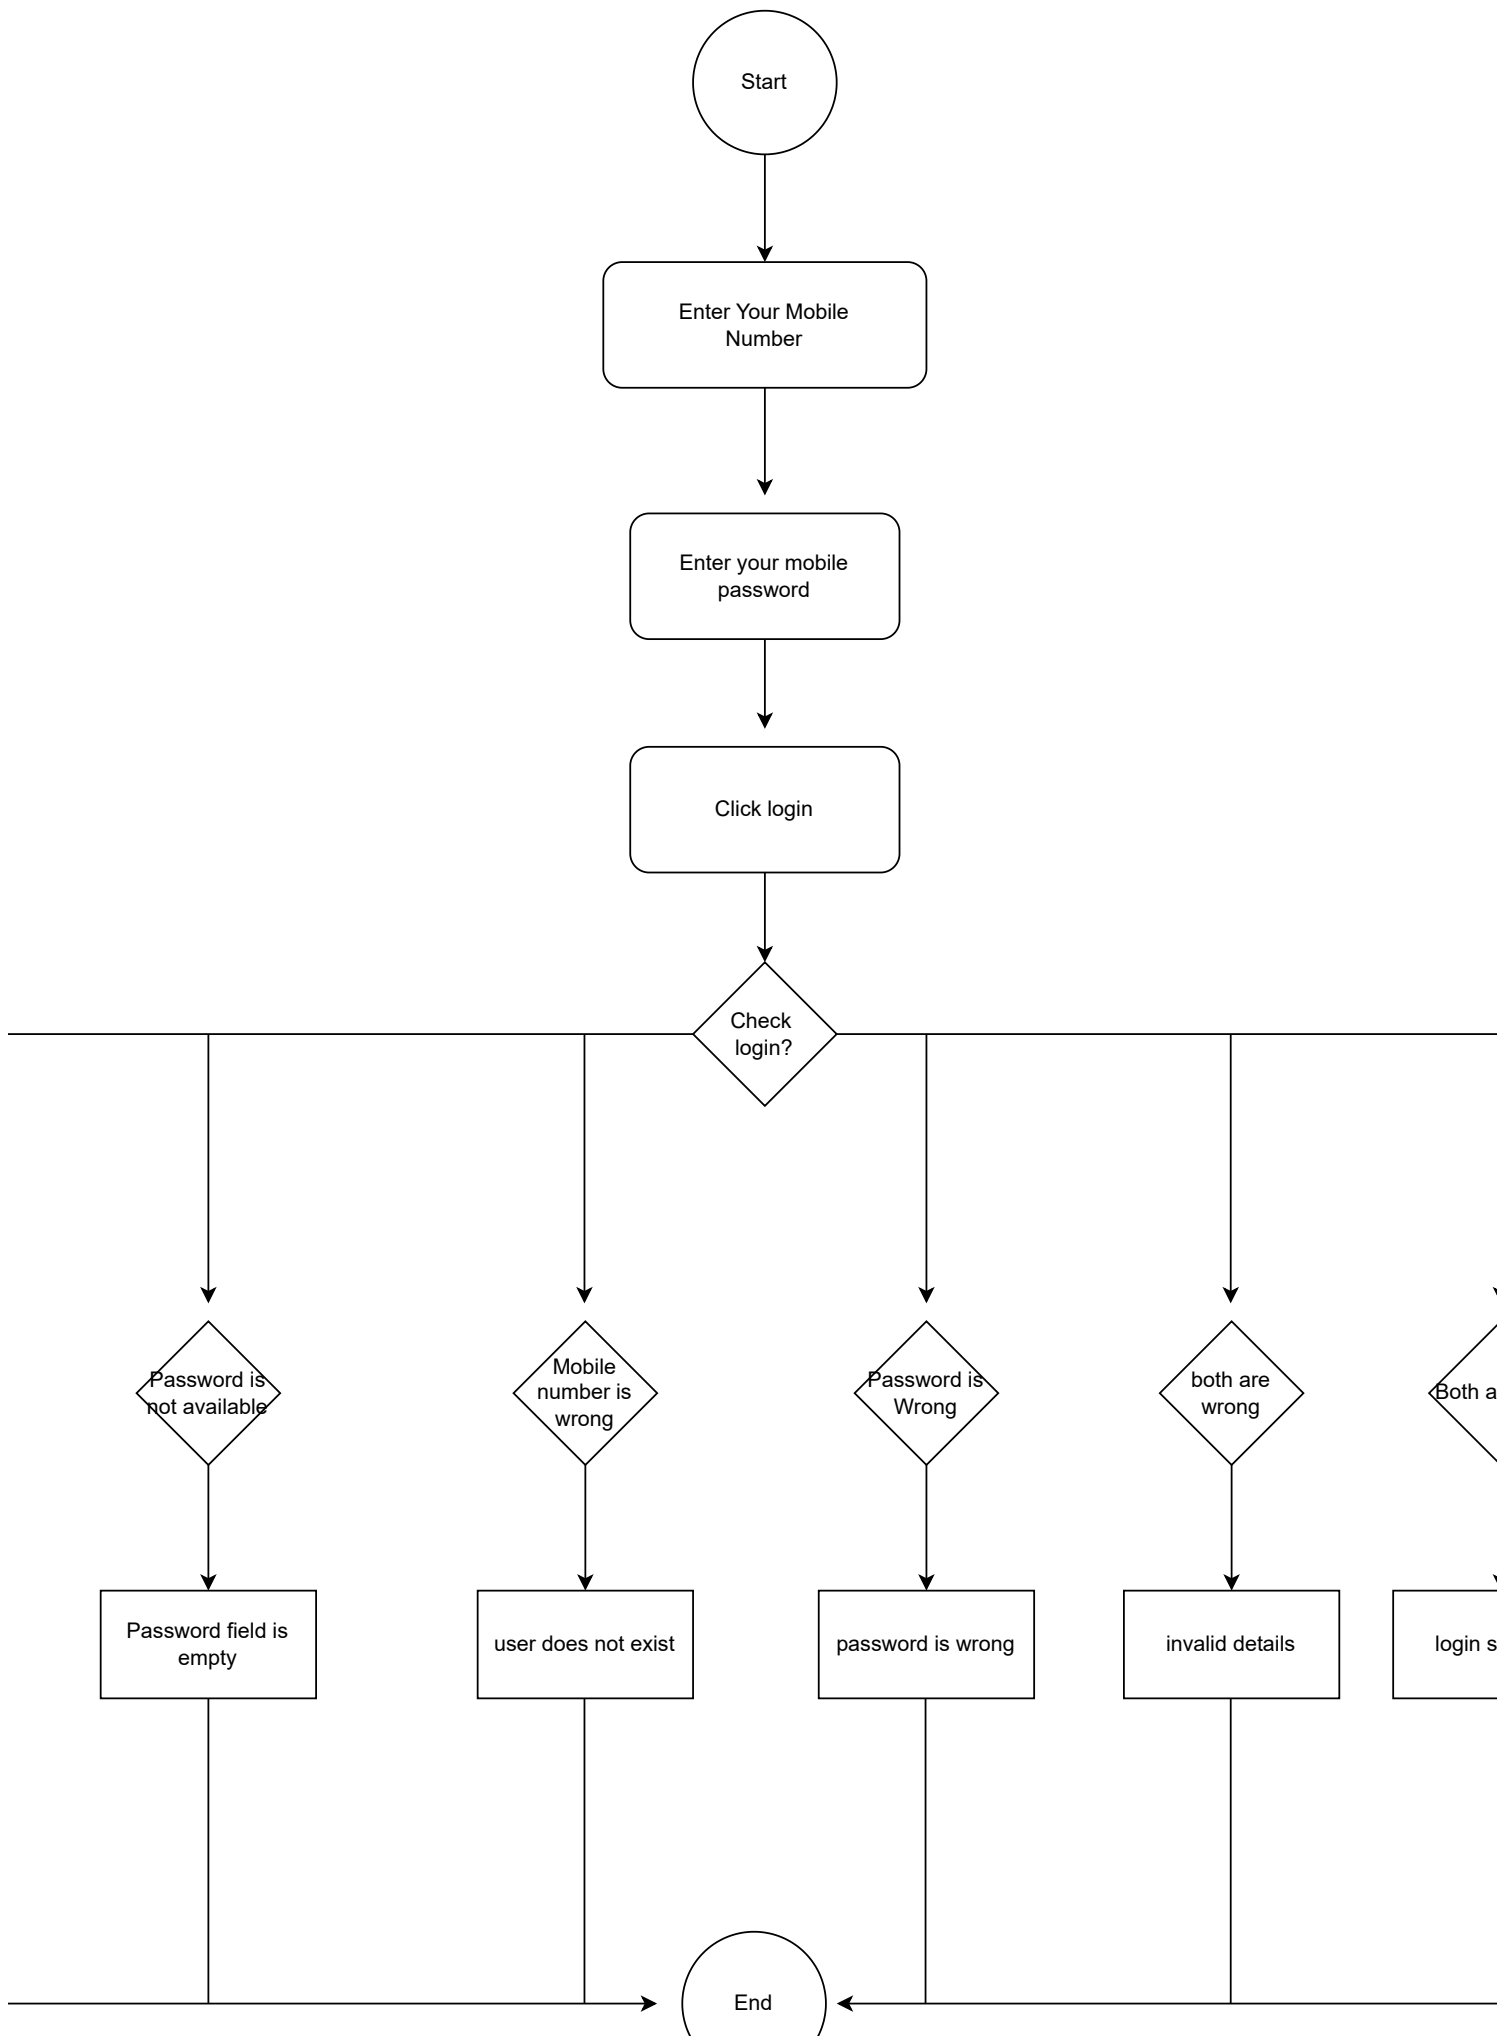 Start
Enter Your Mobile
Number
Enter your mobile
password
Click login
Check
login?
Password is
not available
Mobile
number is
wrong
Password is
Wrong
both are
wrong
Both a
Password field is
empty
user does not exist
password is wrong
invalid details
login s
End